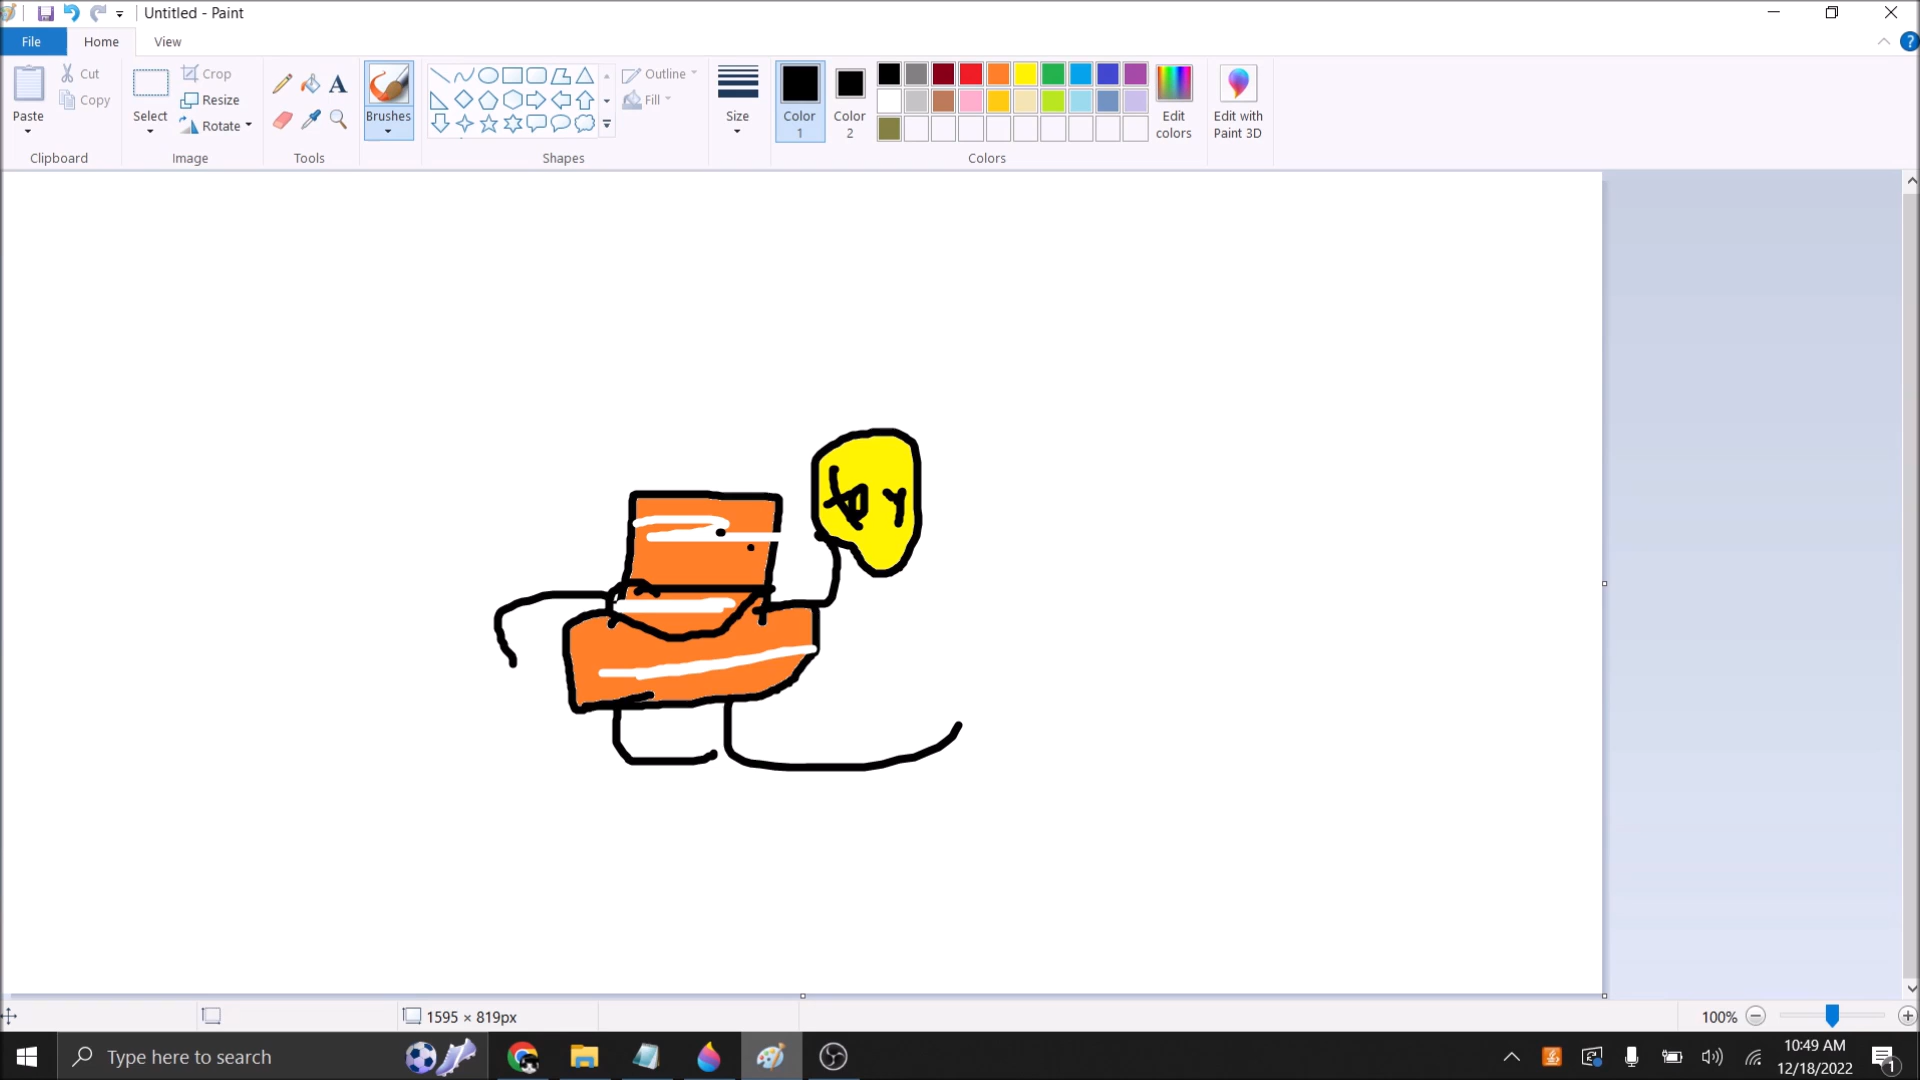 Untitled - Paint
File Home View
Paste Cut Copy Select Crop Resize Rotate Brushes Outline Fill Size Color 1 Color 2 Edit colors Edit with Paint 3D
Clipboard Image Tools Shapes Colors
1595 × 819px 100%
Type here to search 10:49 AM
12/18/2022 1